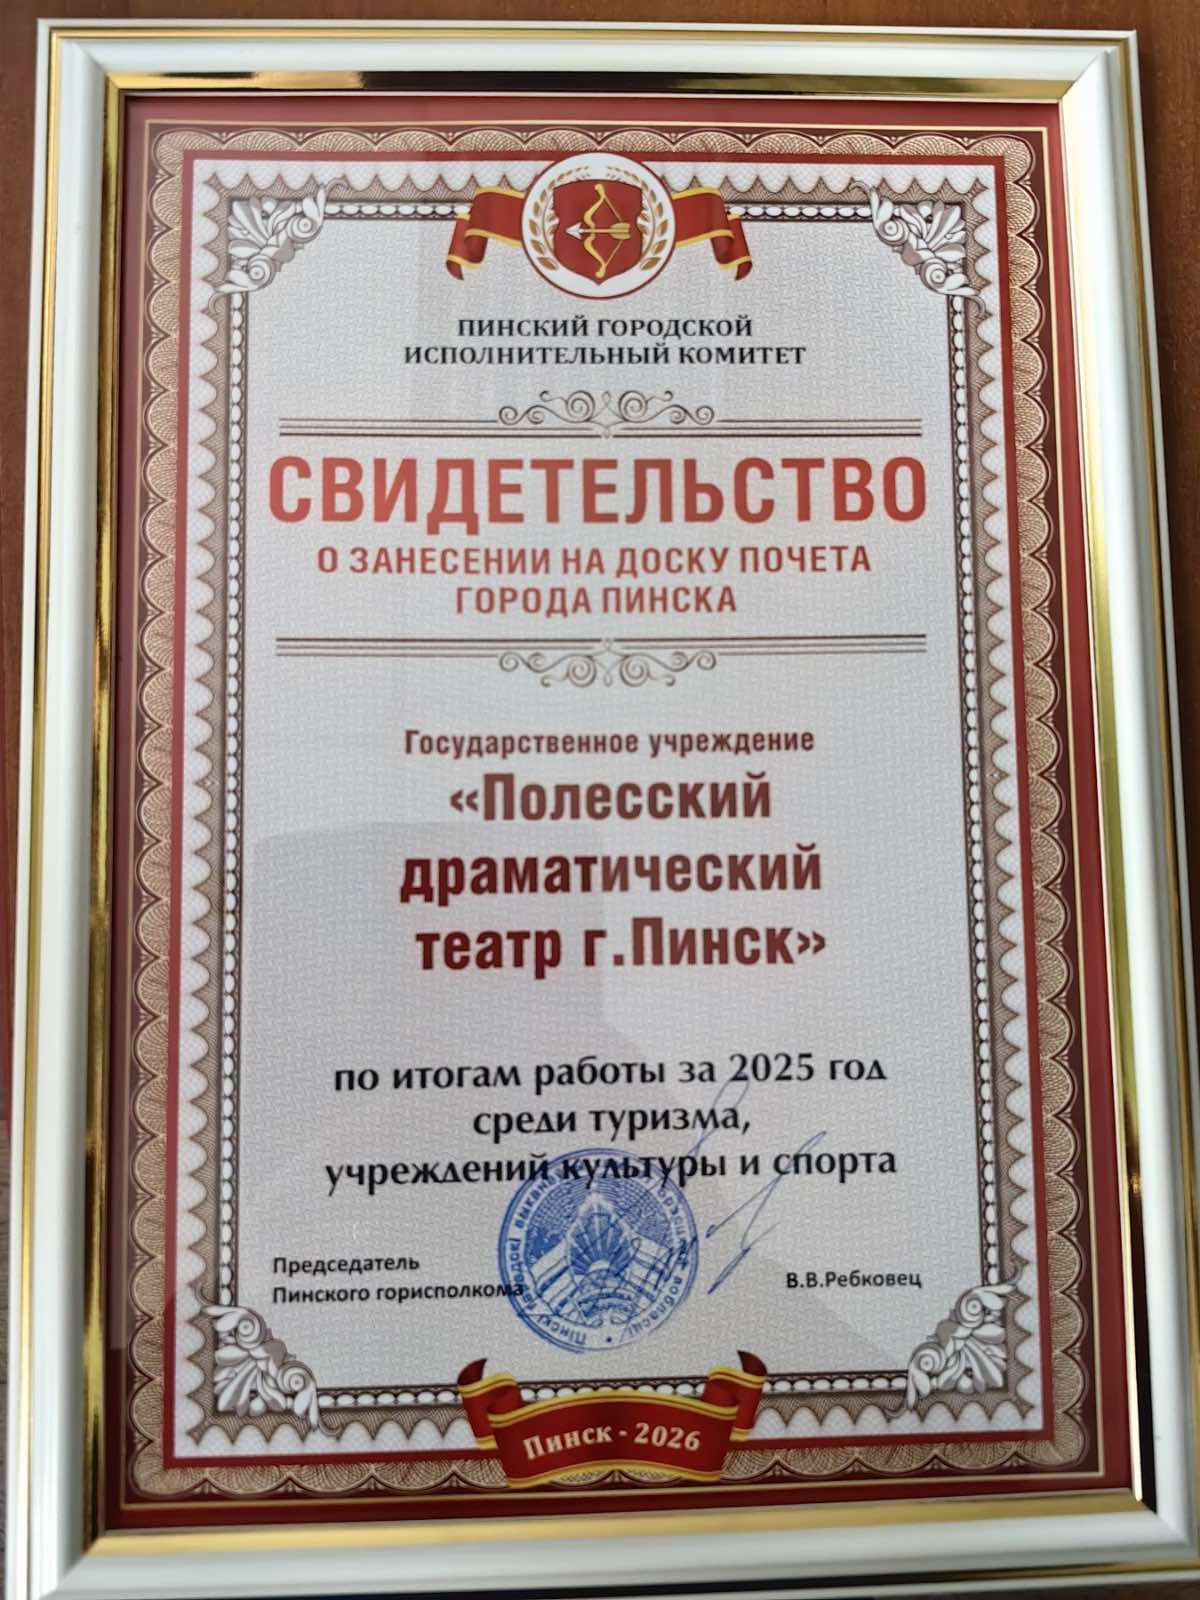 ПИНСКИЙ ГОРОДСКОЙ
ИСПОЛНИТЕЛЬНЫЙ КОМИТЕТ
СВИДЕТЕЛЬСТВО
О ЗАНЕСЕНИИ НА ДОСКУ ПОЧЕТА
ГОРОДА ПИНСКА
Государственное учреждение
«Полесский
драматический
театр г.Пинск»
по итогам работы за 2025 год
среди туризма,
учреждений культуры и спорта
Председатель
Пинского горисполкома
В.В.Ребковец
Пинск - 2026